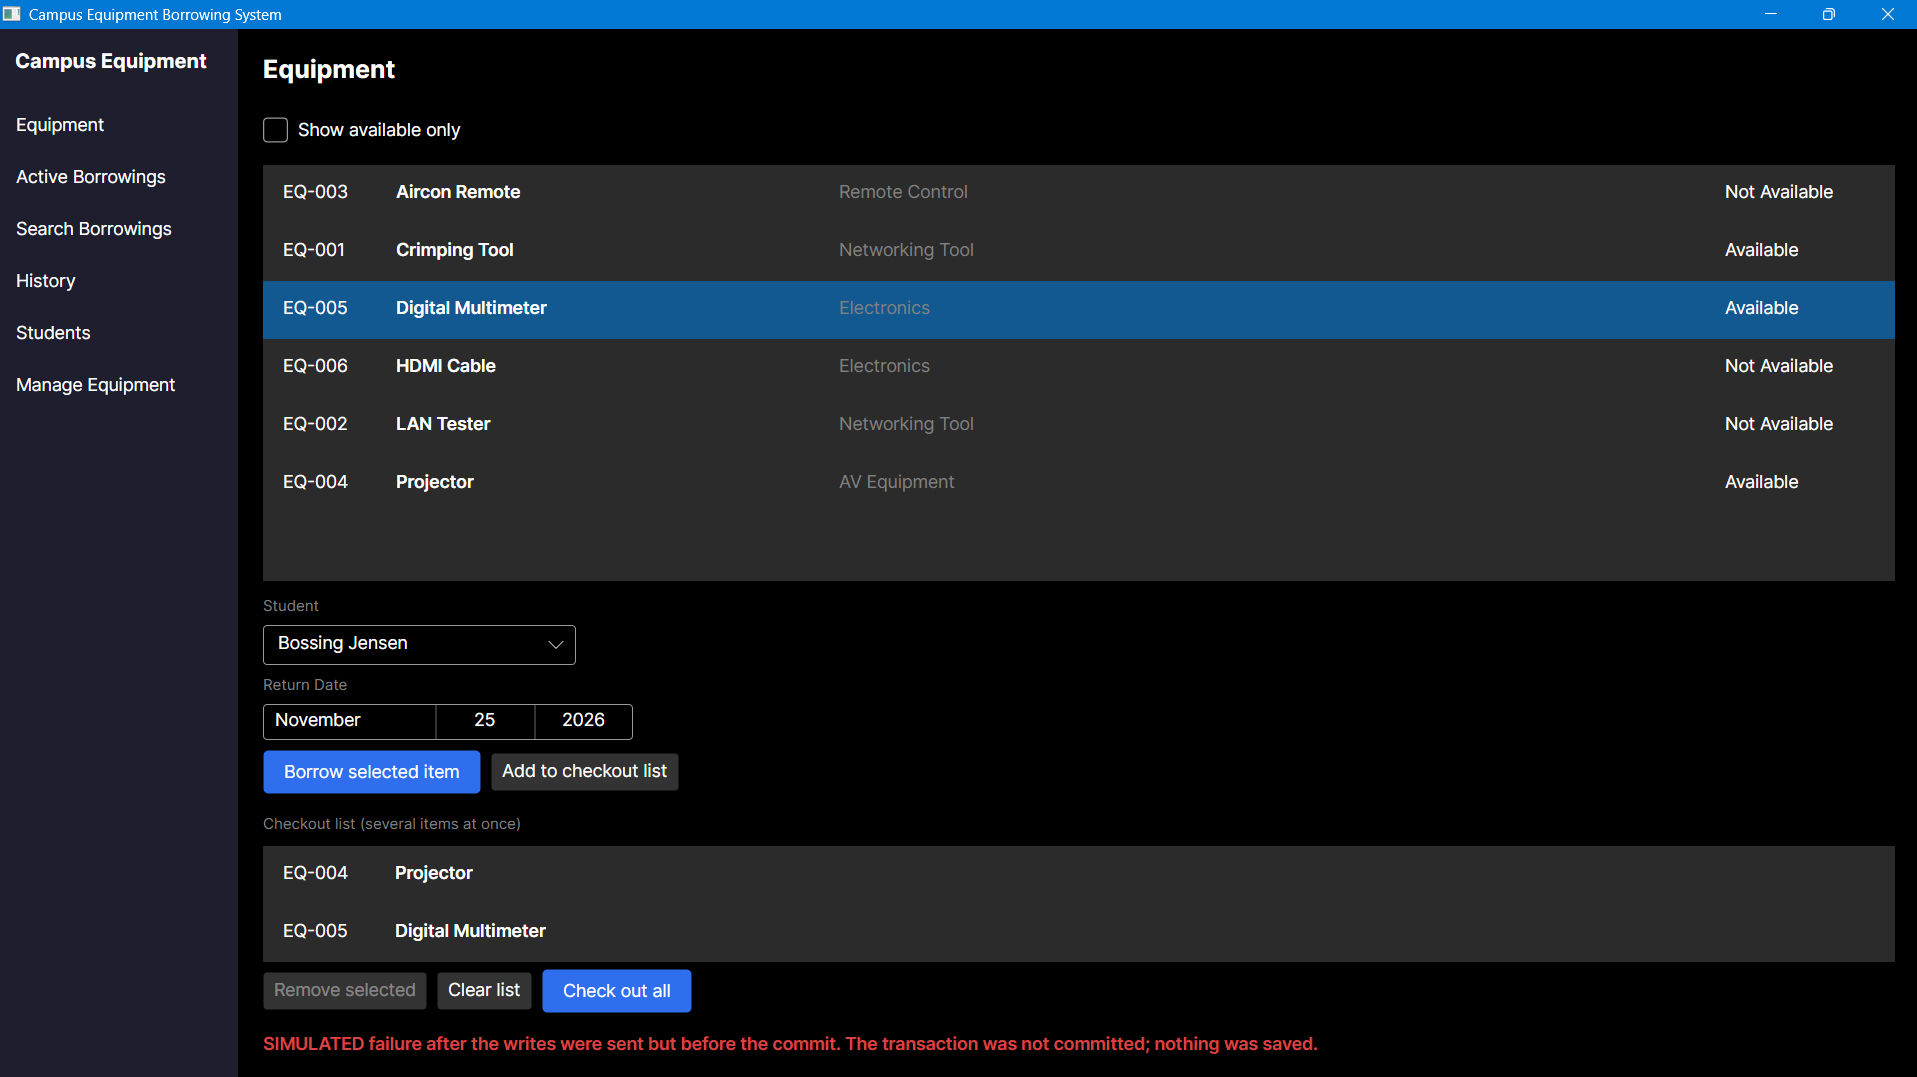 Campus Equipment Borrowing System
Campus Equipment
Equipment
Active Borrowings
Search Borrowings
History
Students
Manage Equipment
Equipment
Show available only
EQ-003 Aircon Remote Remote Control Not Available
EQ-001 Crimping Tool Networking Tool Available
EQ-005 Digital Multimeter Electronics Available
EQ-006 HDMI Cable Electronics Not Available
EQ-002 LAN Tester Networking Tool Not Available
EQ-004 Projector AV Equipment Available
Student
Bossing Jensen
Return Date
November 25 2026
Borrow selected item Add to checkout list
Checkout list (several items at once)
EQ-004 Projector
EQ-005 Digital Multimeter
Remove selected Clear list Check out all
SIMULATED failure after the writes were sent but before the commit. The transaction was not committed; nothing was saved.